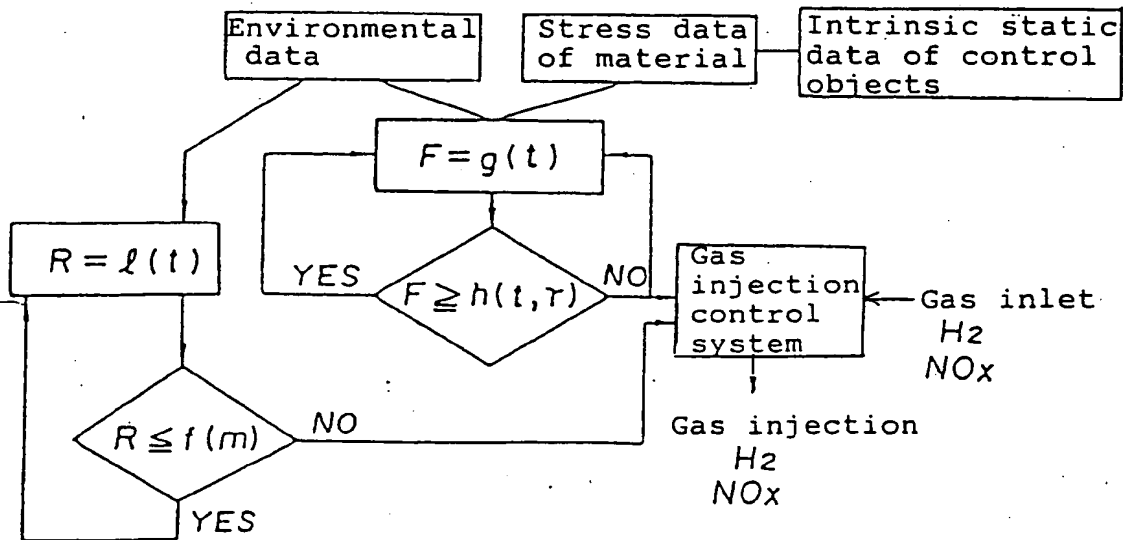 Environmental
data
Stress data
of material
Intrinsic static
data of control
objects
F = g(t)
R = ℓ(t)
YES
F ≧ h(t, τ)
NO
Gas
injection
control
system
Gas inlet
H2
NOx
R ≦ f(m)
NO
Gas injection
H2
NOx
YES